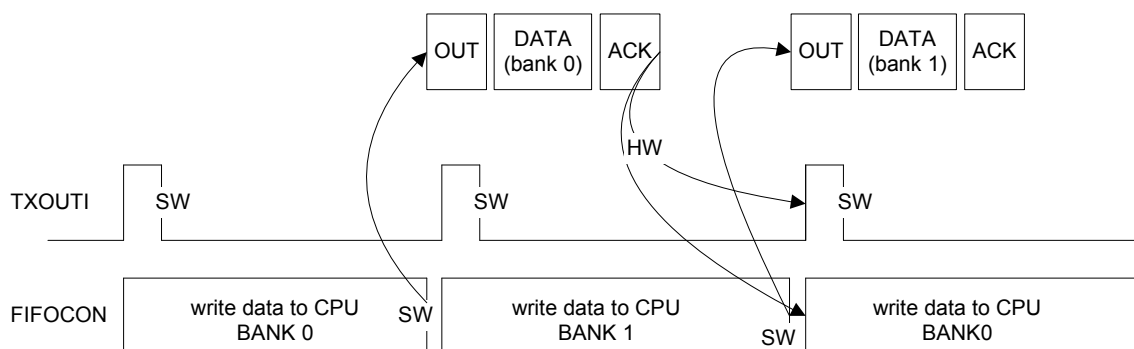 OUT
DATA
(bank 0)
ACK
OUT
DATA
(bank 1)
ACK
HW
TXOUTI
SW
SW
SW
FIFOCON
write data to CPU
BANK 0
SW
write data to CPU
BANK 1
SW
write data to CPU
BANK0